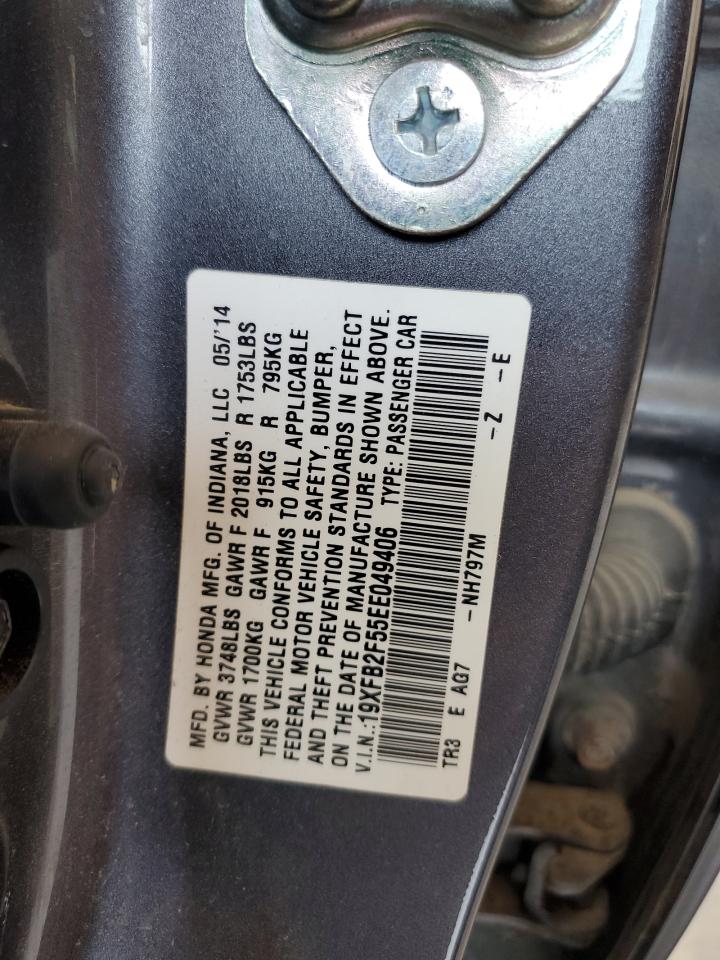 MFD. BY HONDA MFG. OF INDIANA, LLC 05/'14
GVWR 3748LBS GAWR F 2018LBS R 1753LBS
GVWR 1700KG GAWR F 915KG R 795KG
THIS VEHICLE CONFORMS TO ALL APPLICABLE
FEDERAL MOTOR VEHICLE SAFETY, BUMPER,
AND THEFT PREVENTION STANDARDS IN EFFECT
ON THE DATE OF MANUFACTURE SHOWN ABOVE.
V.I.N.:19XFB2F55EE049406 TYPE: PASSENGER CAR
TR3 E AG7 -NH797M -Z -E